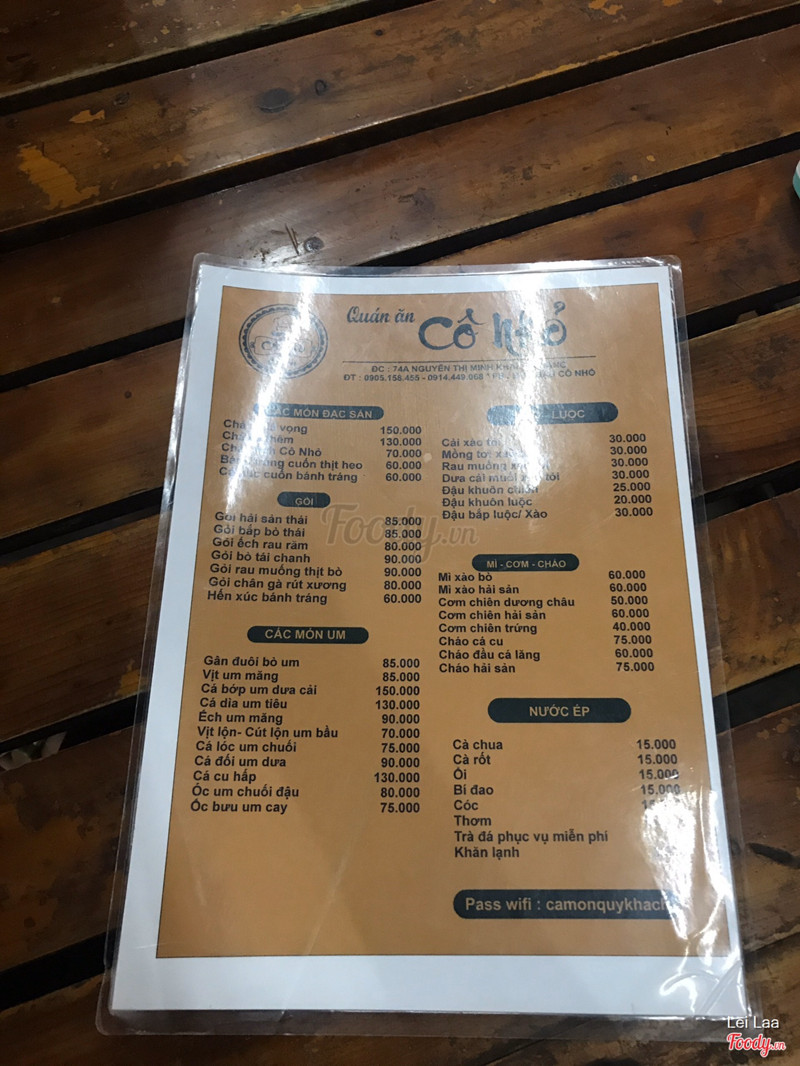 Quán ăn
Cô Nhỏ
ĐC : 74A NGUYỄN THỊ MINH
ĐT : 0905.158.455 - 0914.449.068 CÔ NHỎ
CÁC MÓN ĐẶC SẢN
vọng 150.000
130.000
Cô Nhỏ 70.000
cuốn thịt heo 60.000
cuốn bánh tráng 60.000
GỎI
Gỏi hải sản thái 85.000
Gỏi bắp bò thái 85.000
Gỏi ếch rau răm 80.000
Gỏi bò tái chanh 90.000
Gỏi rau muống thịt bò 90.000
Gỏi chân gà rút xương 80.000
Hến xúc bánh tráng 60.000
CÁC MÓN UM
Gân đuôi bò um 85.000
Vịt um măng 85.000
Cá bớp um dưa cải 150.000
Cá dìa um tiêu 130.000
Ếch um măng 90.000
Vịt lộn- Cút lộn um bầu 70.000
Cá lóc um chuối 75.000
Cá đối um dưa 90.000
Cá cu hấp 130.000
Ốc um chuối đậu 80.000
Ốc bưu um cay 75.000
LUỘC
Cải xào tỏi 30.000
Mồng tơi 30.000
Rau muống 30.000
Dưa cải muối tỏi 30.000
Đậu khuôn chiên 25.000
Đậu khuôn luộc 20.000
Đậu bắp luộc/ Xào 30.000
MÌ - CƠM - CHÁO
Mì xào bò 60.000
Mì xào hải sản 60.000
Cơm chiên dương châu 50.000
Cơm chiên hải sản 60.000
Cơm chiên trứng 40.000
Cháo cá cu 75.000
Cháo đầu cá lăng 60.000
Cháo hải sản 75.000
NƯỚC ÉP
Cà chua 15.000
Cà rốt 15.000
Ổi 15.000
Bí đao 15.000
Cóc
Thơm
Trà đá phục vụ miễn phí
Khăn lạnh
Pass wifi : camonquykhach
Foody.vn
Lei Laa
Foody.vn